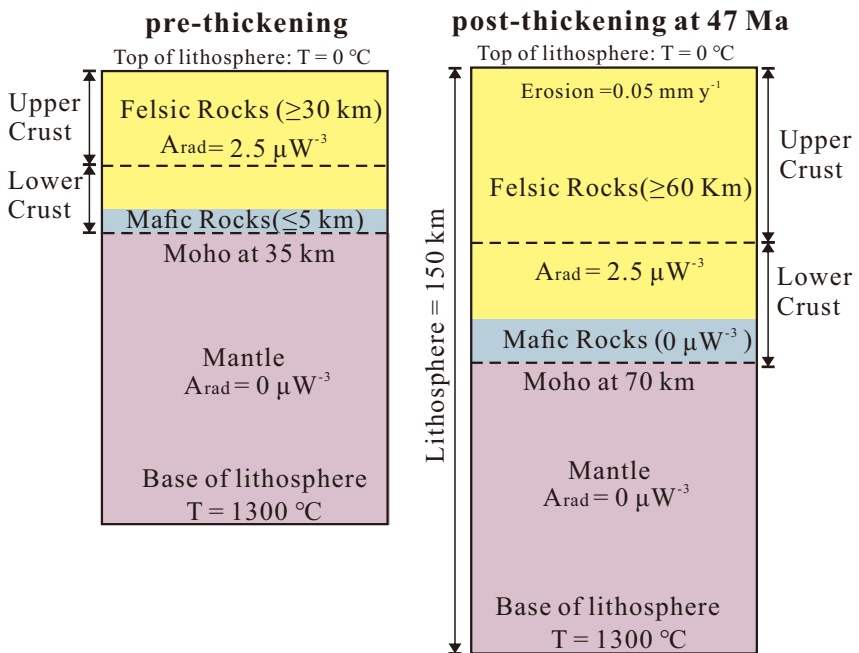 pre-thickening
Top of lithosphere: T = 0 ℃
Upper
Crust
Felsic Rocks (≥30 km)
Arad = 2.5 μW⁻³
Lower
Crust
Mafic Rocks(≤5 km)
Moho at 35 km
Mantle
Arad = 0 μW⁻³
Base of lithosphere
T = 1300 ℃
post-thickening at 47 Ma
Top of lithosphere: T = 0 ℃
Erosion =0.05 mm y⁻¹
Upper
Crust
Felsic Rocks(≥60 Km)
Arad = 2.5 μW⁻³
Lower
Crust
Mafic Rocks (0 μW⁻³)
Moho at 70 km
Lithosphere = 150 km
Mantle
Arad = 0 μW⁻³
Base of lithosphere
T = 1300 ℃